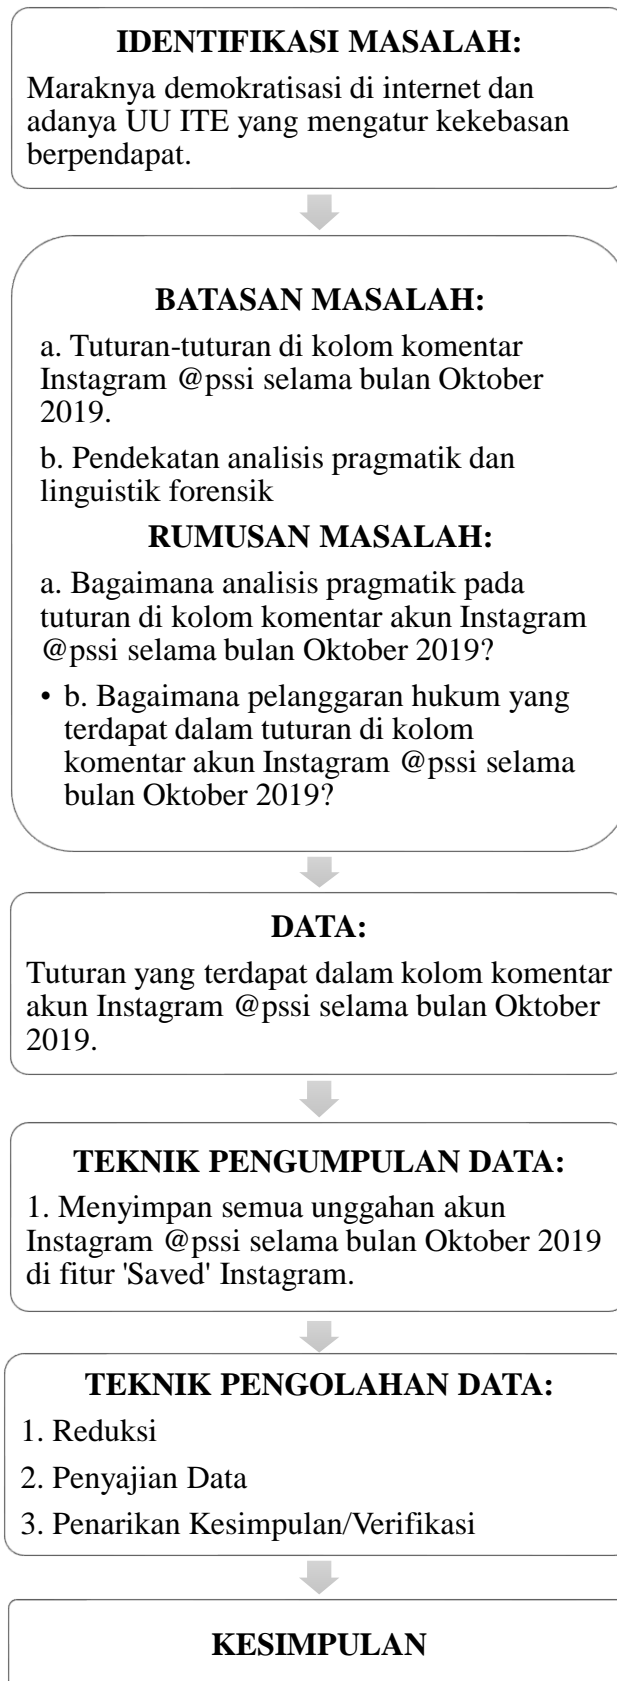 IDENTIFIKASI MASALAH:
Maraknya demokratisasi di internet dan
adanya UU ITE yang mengatur kekebasan
berpendapat.
BATASAN MASALAH:
a. Tuturan-tuturan di kolom komentar
Instagram @pssi selama bulan Oktober
2019.
b. Pendekatan analisis pragmatik dan
linguistik forensik
RUMUSAN MASALAH:
a. Bagaimana analisis pragmatik pada
tuturan di kolom komentar akun Instagram
@pssi selama bulan Oktober 2019?
• b. Bagaimana pelanggaran hukum yang
terdapat dalam tuturan di kolom
komentar akun Instagram @pssi selama
bulan Oktober 2019?
DATA:
Tuturan yang terdapat dalam kolom komentar
akun Instagram @pssi selama bulan Oktober
2019.
TEKNIK PENGUMPULAN DATA:
1. Menyimpan semua unggahan akun
Instagram @pssi selama bulan Oktober 2019
di fitur 'Saved' Instagram.
TEKNIK PENGOLAHAN DATA:
1. Reduksi
2. Penyajian Data
3. Penarikan Kesimpulan/Verifikasi
KESIMPULAN